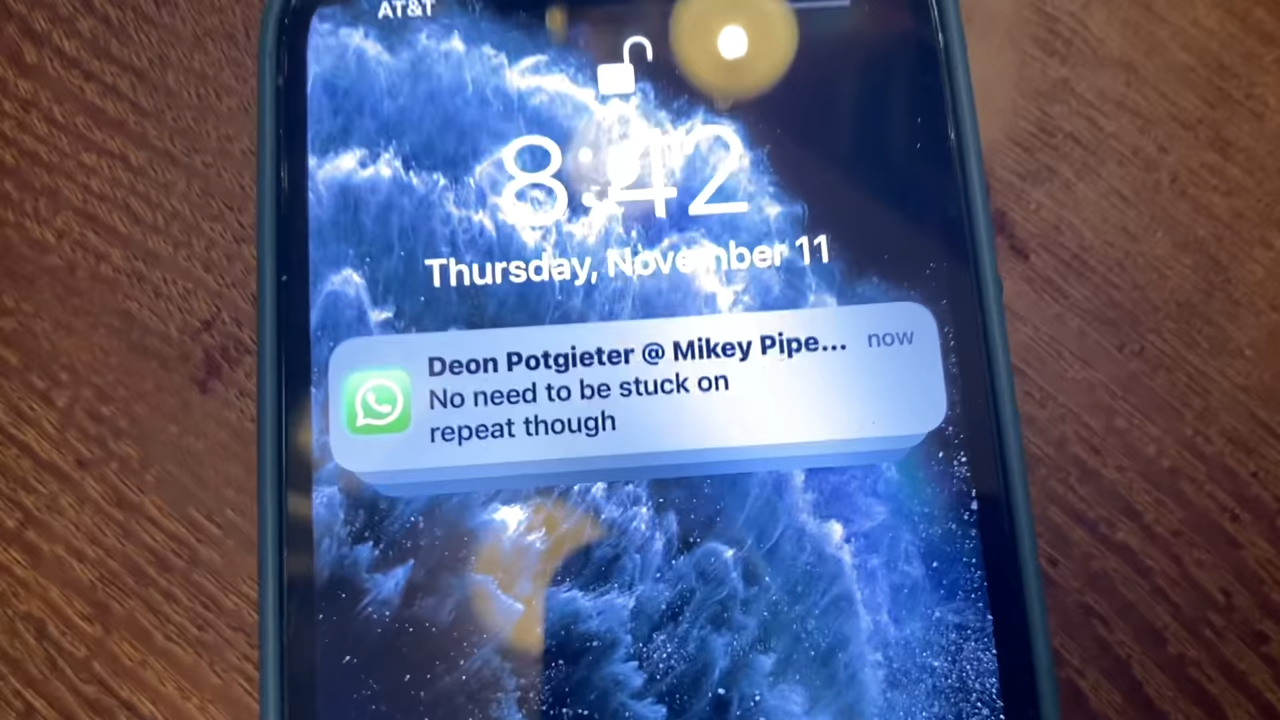 AT&T
8:42
Thursday, November 11
Deon Potgieter @ Mikey Pipe... now
No need to be stuck on
repeat though